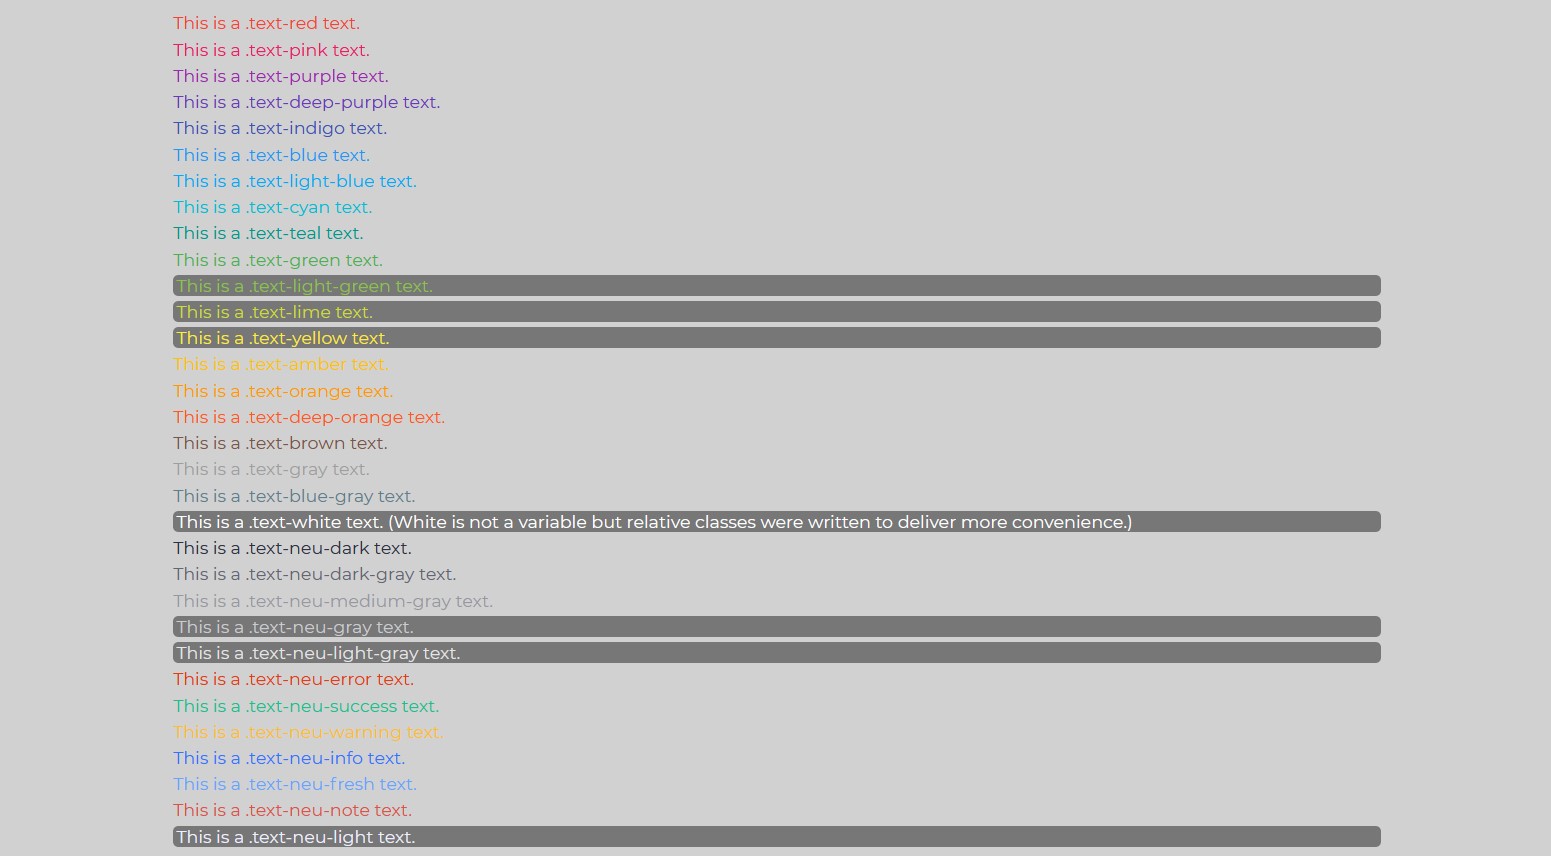 This is a .text-red text.
This is a .text-pink text.
This is a .text-purple text.
This is a .text-deep-purple text.
This is a .text-indigo text.
This is a .text-blue text.
This is a .text-light-blue text.
This is a .text-cyan text.
This is a .text-teal text.
This is a .text-green text.
This is a .text-light-green text.
This is a .text-lime text.
This is a .text-yellow text.
This is a .text-amber text.
This is a .text-orange text.
This is a .text-deep-orange text.
This is a .text-brown text.
This is a .text-gray text.
This is a .text-blue-gray text.
This is a .text-white text. (White is not a variable but relative classes were written to deliver more convenience.)
This is a .text-neu-dark text.
This is a .text-neu-dark-gray text.
This is a .text-neu-medium-gray text.
This is a .text-neu-gray text.
This is a .text-neu-light-gray text.
This is a .text-neu-error text.
This is a .text-neu-success text.
This is a .text-neu-warning text.
This is a .text-neu-info text.
This is a .text-neu-fresh text.
This is a .text-neu-note text.
This is a .text-neu-light text.